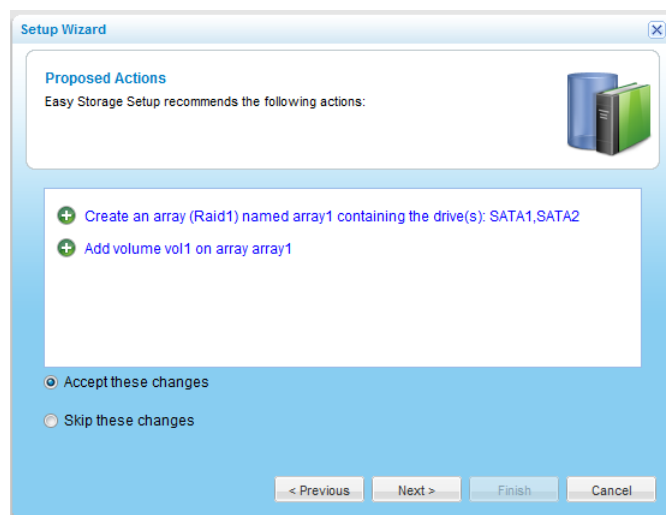 Setup Wizard
Proposed Actions
Easy Storage Setup recommends the following actions:
Create an array (Raid1) named array1 containing the drive(s): SATA1,SATA2
Add volume vol1 on array array1
Accept these changes
Skip these changes
< Previous
Next >
Finish
Cancel